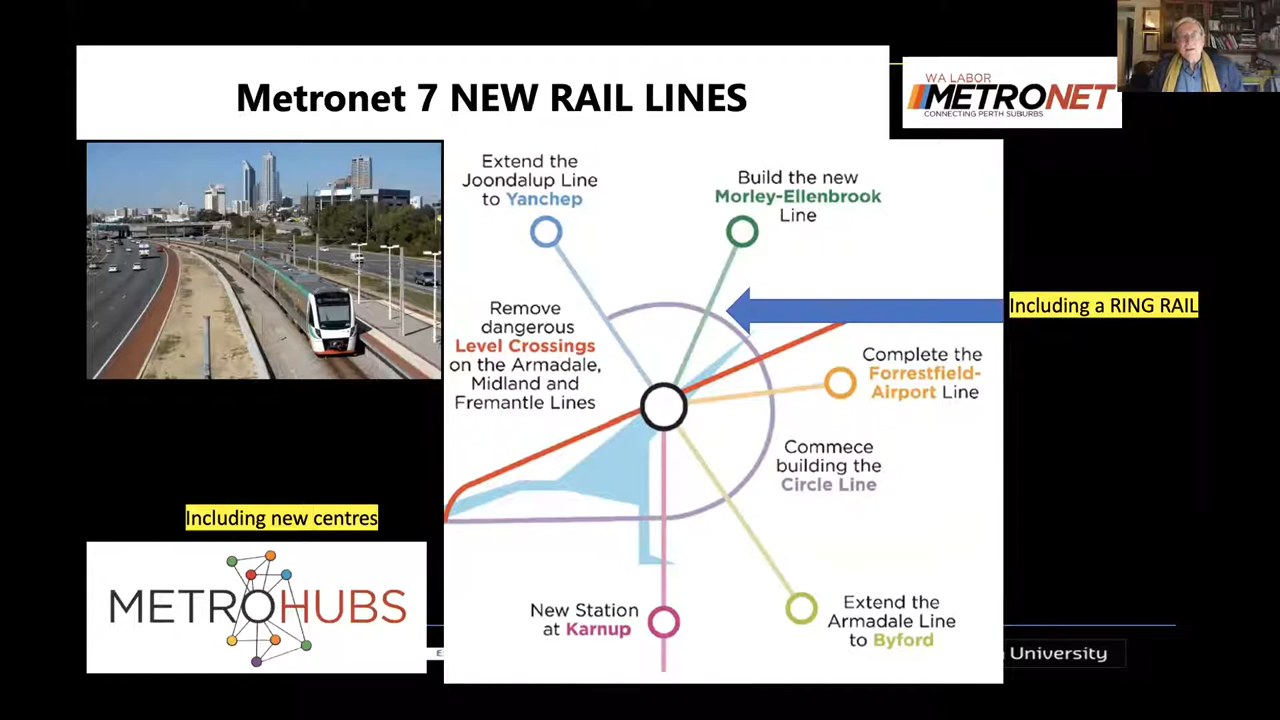 Metronet 7 NEW RAIL LINES
WA LABOR
METRONET
CONNECTING PERTH SUBURBS
Extend the
Joondalup Line
to Yanchep
Build the new
Morley-Ellenbrook
Line
Including a RING RAIL
Remove
dangerous
Level Crossings
on the Armadale,
Midland and
Fremantle Lines
Complete the
Forrestfield-
Airport Line
Commece
building the
Circle Line
Including new centres
METROHUBS
New Station
at Karnup
Extend the
Armadale Line
to Byford
University